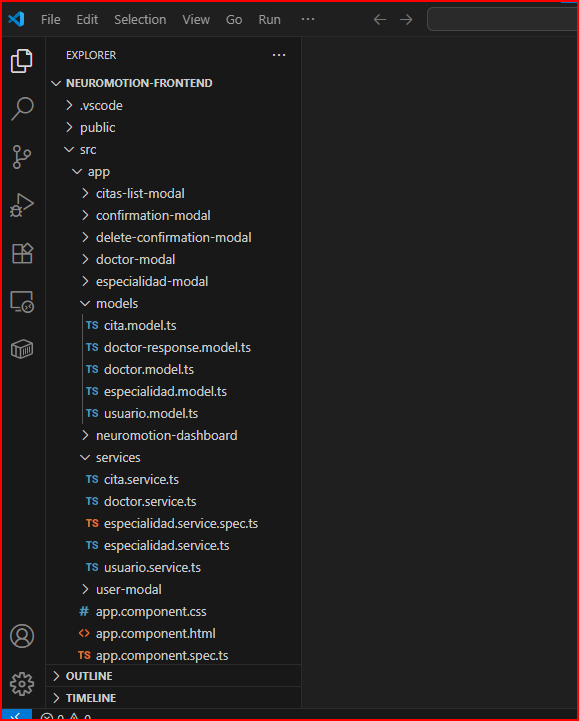 File Edit Selection View Go Run ···
EXPLORER ···
NEUROMOTION-FRONTEND
.vscode
public
src
app
citas-list-modal
confirmation-modal
delete-confirmation-modal
doctor-modal
especialidad-modal
models
TS cita.model.ts
TS doctor-response.model.ts
TS doctor.model.ts
TS especialidad.model.ts
TS usuario.model.ts
neuromotion-dashboard
services
TS cita.service.ts
TS doctor.service.ts
TS especialidad.service.spec.ts
TS especialidad.service.ts
TS usuario.service.ts
user-modal
# app.component.css
<> app.component.html
TS app.component.spec.ts
OUTLINE
TIMELINE
0 0